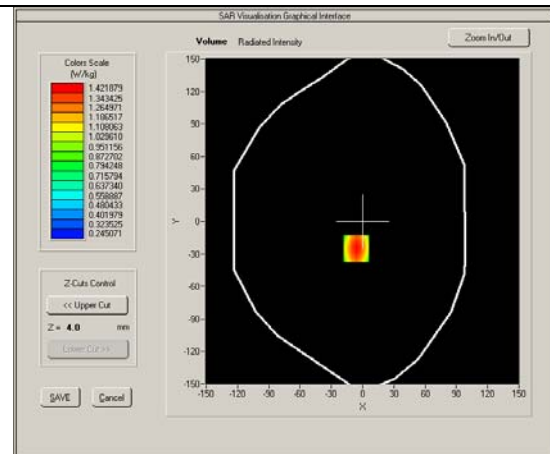 SAR Visualisation Graphical Interface
Volume Radiated Intensity
Zoom In/Out
Colors Scale
(W/kg)
1.421879
1.343425
1.264971
1.186517
1.108063
1.029610
0.951156
0.872702
0.794248
0.715794
0.637340
0.558887
0.480433
0.401979
0.323525
0.245071
Z-Cuts Control
<< Upper Cut
Z = 4.0 mm
Lower Cut >>
SAVE Cancel
150
120
90
60
30
0
-30
-60
-90
-120
-150
Y
-150 -120 -90 -60 -30 0 30 60 90 120 150
X